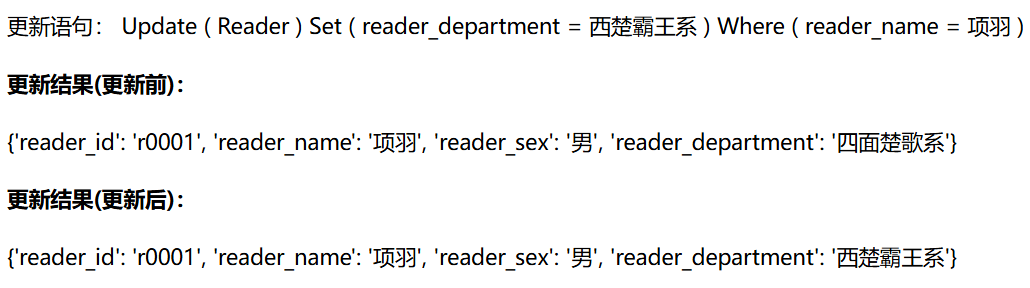 更新语句： Update ( Reader ) Set ( reader_department = 西楚霸王系 ) Where ( reader_name = 项羽 )
更新结果(更新前)：
{'reader_id': 'r0001', 'reader_name': '项羽', 'reader_sex': '男', 'reader_department': '四面楚歌系'}
更新结果(更新后)：
{'reader_id': 'r0001', 'reader_name': '项羽', 'reader_sex': '男', 'reader_department': '西楚霸王系'}